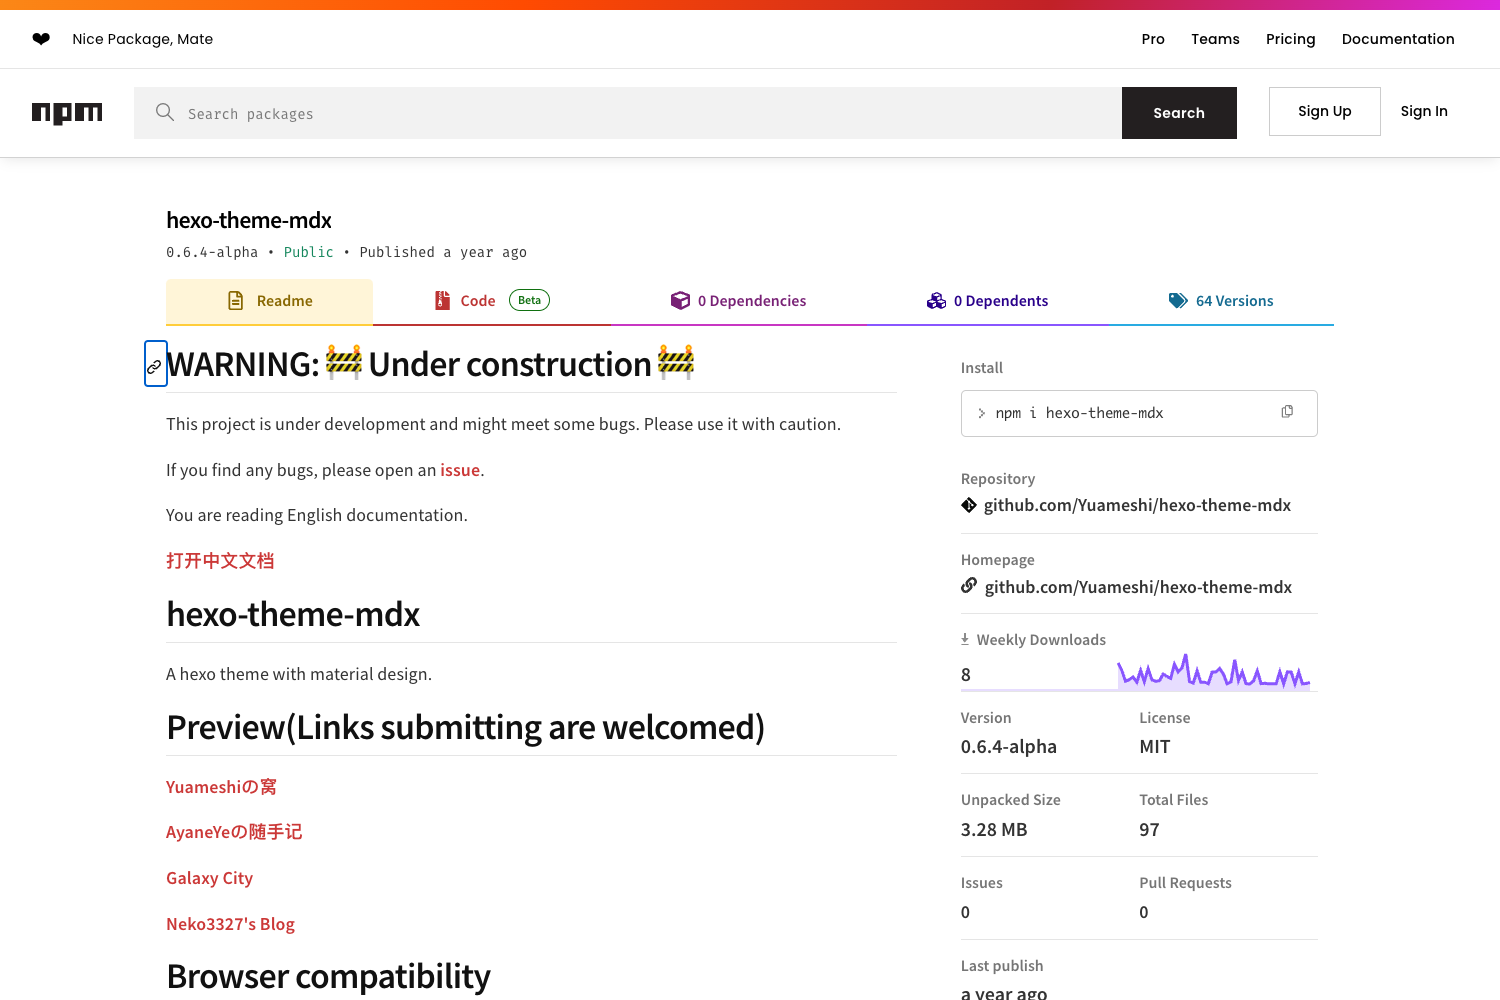 ❤ Nice Package, Mate
Pro Teams Pricing Documentation
npm
Search packages
Search
Sign Up
Sign In
hexo-theme-mdx
0.6.4-alpha • Public • Published a year ago
Readme
Code Beta
0 Dependencies
0 Dependents
64 Versions
WARNING: 🚧 Under construction 🚧
This project is under development and might meet some bugs. Please use it with caution.
If you find any bugs, please open an issue.
You are reading English documentation.
打开中文文档
hexo-theme-mdx
A hexo theme with material design.
Preview(Links submitting are welcomed)
Yuameshiの窝
AyaneYeの随手记
Galaxy City
Neko3327's Blog
Browser compatibility
Install
npm i hexo-theme-mdx
Repository
github.com/Yuameshi/hexo-theme-mdx
Homepage
github.com/Yuameshi/hexo-theme-mdx
Weekly Downloads
8
Version
0.6.4-alpha
License
MIT
Unpacked Size
3.28 MB
Total Files
97
Issues
0
Pull Requests
0
Last publish
a year ago